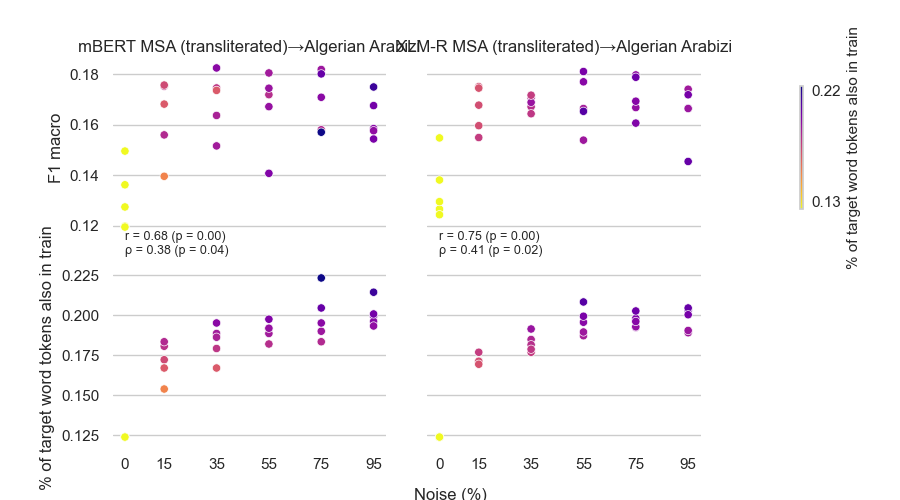 mBERT MSA (transliterated)→Algerian Arabizi
XLM-R MSA (transliterated)→Algerian Arabizi
F1 macro
0.18
0.16
0.14
0.12
r = 0.68 (p = 0.00)
ρ = 0.38 (p = 0.04)
r = 0.75 (p = 0.00)
ρ = 0.41 (p = 0.02)
0.22
0.13
% of target word tokens also in train
% of target word tokens also in train
0.225
0.200
0.175
0.150
0.125
0 15 35 55 75 95
0 15 35 55 75 95
Noise (%)